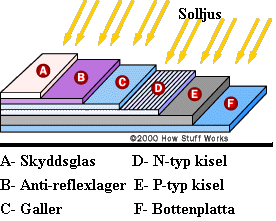 Solljus
A
B
C
D
E
F
©2000 How Stuff Works
A- Skyddsglas D- N-typ kisel
B- Anti-reflexlager E- P-typ kisel
C- Galler F- Bottenplatta